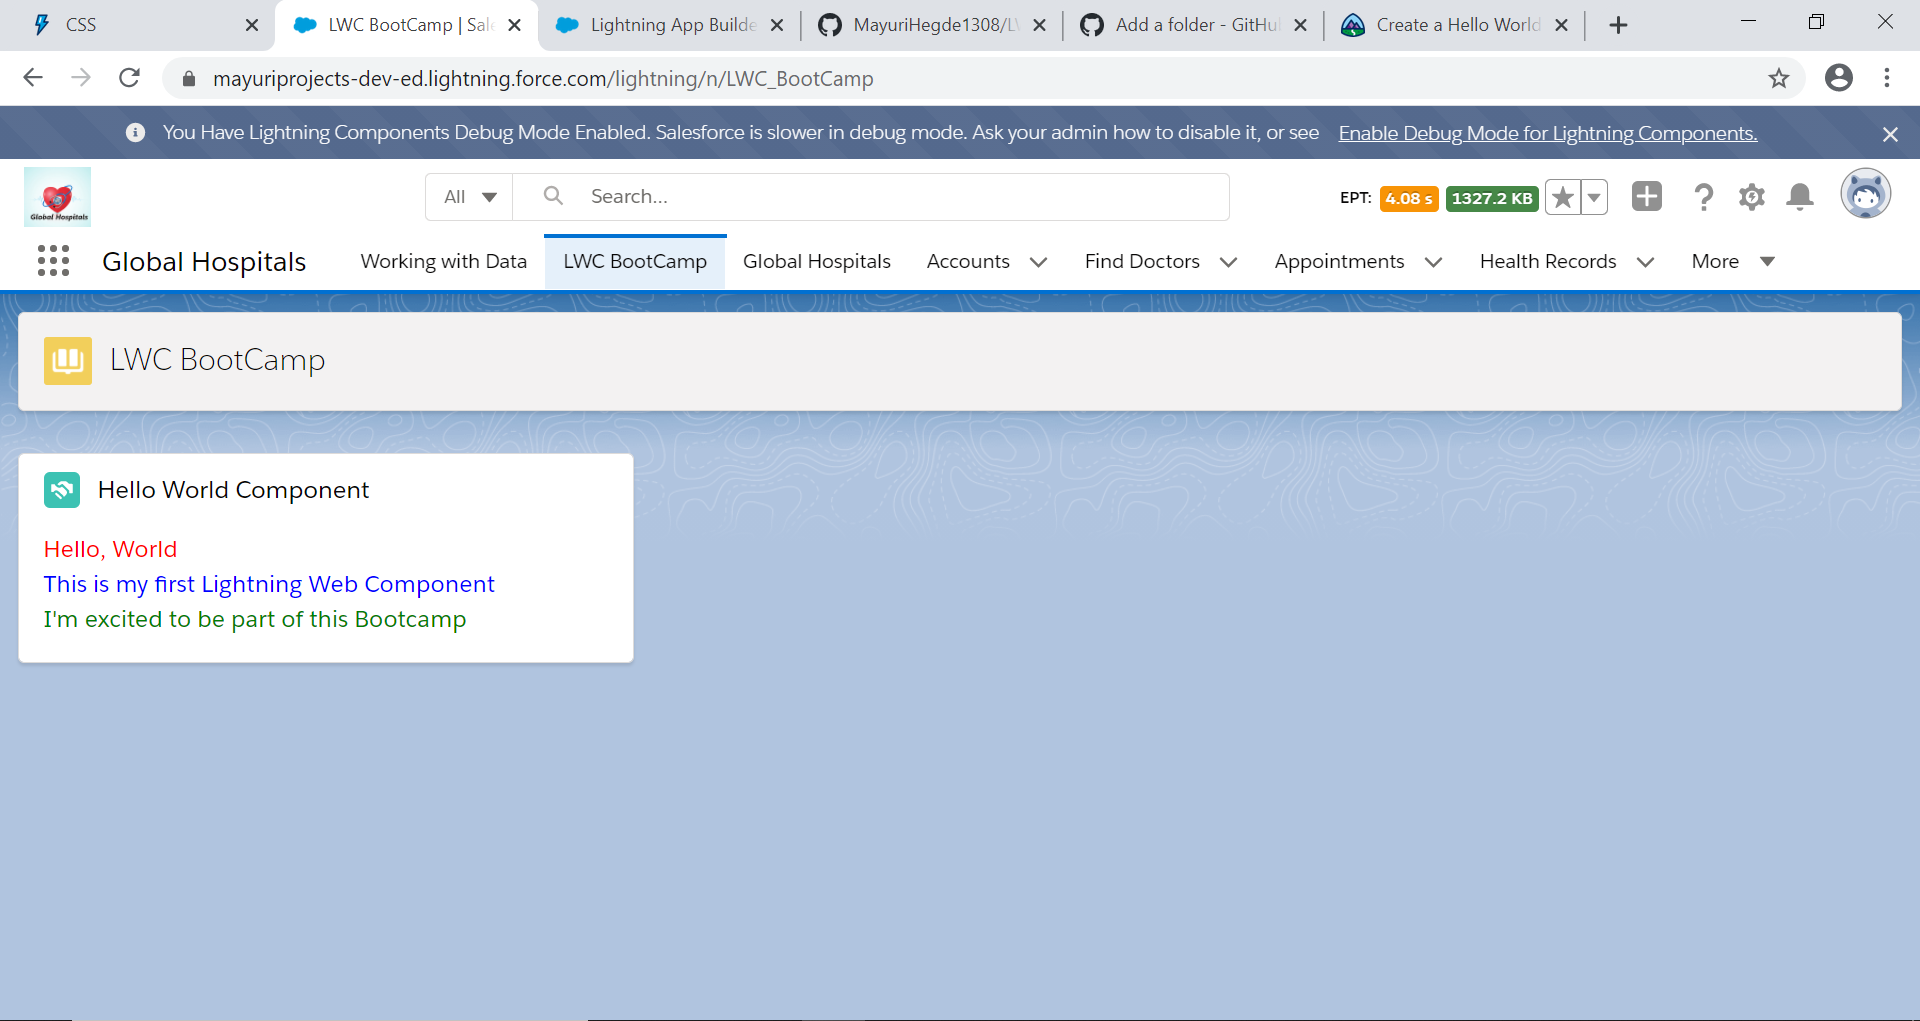 CSS
LWC BootCamp | Sale
Lightning App Builde
MayuriHegde1308/LW
Add a folder - GitHub
Create a Hello World
mayuriprojects-dev-ed.lightning.force.com/lightning/n/LWC_BootCamp
You Have Lightning Components Debug Mode Enabled. Salesforce is slower in debug mode. Ask your admin how to disable it, or see Enable Debug Mode for Lightning Components.
Global Hospitals
All
Search...
EPT: 4.08 s 1327.2 KB
Global Hospitals
Working with Data
LWC BootCamp
Global Hospitals
Accounts
Find Doctors
Appointments
Health Records
More
LWC BootCamp
Hello World Component
Hello, World
This is my first Lightning Web Component
I'm excited to be part of this Bootcamp